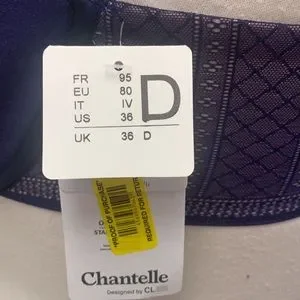 FR 95
EU 80
IT IV
US 36
UK 36 D
D
PROOF OF PURCHASE
REQUIRED FOR
Chantelle
Designed by CL